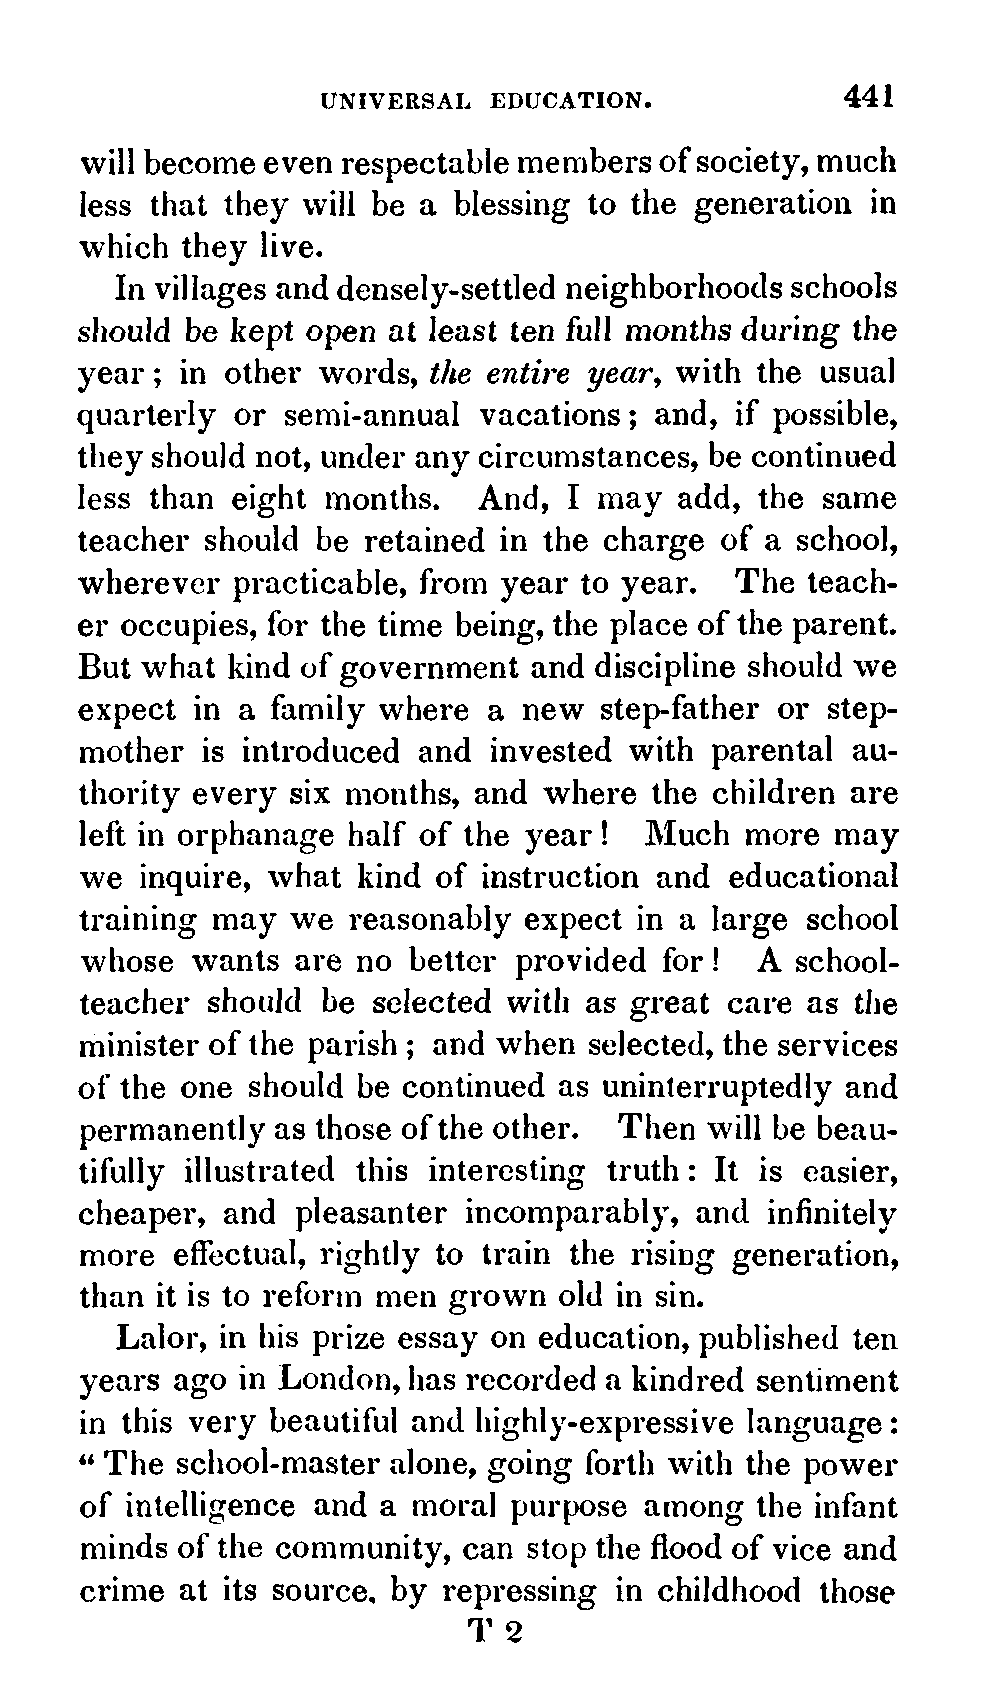 UNIVERSAL EDUCATION. 441
will become even respectable members of society, much
less that they will be a blessing to the generation in
which they live.
In villages and densely-settled neighborhoods schools
should be kept open at least ten full months during the
year ; in other words, the entire year, with the usual
quarterly or semi-annual vacations ; and, if possible,
they should not, under any circumstances, be continued
less than eight months. And, I may add, the same
teacher should be retained in the charge of a school,
wherever practicable, from year to year. The teach-
er occupies, for the time being, the place of the parent.
But what kind of government and discipline should we
expect in a family where a new step-father or step-
mother is introduced and invested with parental au-
thority every six months, and where the children are
left in orphanage half of the year ! Much more may
we inquire, what kind of instruction and educational
training may we reasonably expect in a large school
whose wants are no better provided for ! A school-
teacher should be selected with as great care as the
minister of the parish ; and when selected, the services
of the one should be continued as uninterruptedly and
permanently as those of the other. Then will be beau-
tifully illustrated this interesting truth : It is easier,
cheaper, and pleasanter incomparably, and infinitely
more effectual, rightly to train the rising generation,
than it is to reform men grown old in sin.
Lalor, in his prize essay on education, published ten
years ago in London, has recorded a kindred sentiment
in this very beautiful and highly-expressive language :
“ The school-master alone, going forth with the power
of intelligence and a moral purpose among the infant
minds of the community, can stop the flood of vice and
crime at its source, by repressing in childhood those
T 2